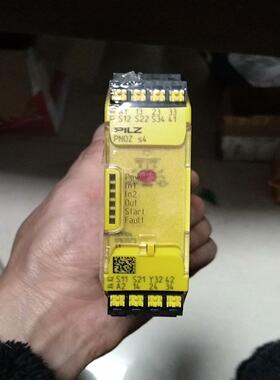 A1 13 23 33
S12 S22 S34 41
PILZ
PNOZ s4
Power
In1
In2
Out
Start
Fault
S11 S21 Y32 42
A2 14 24 34